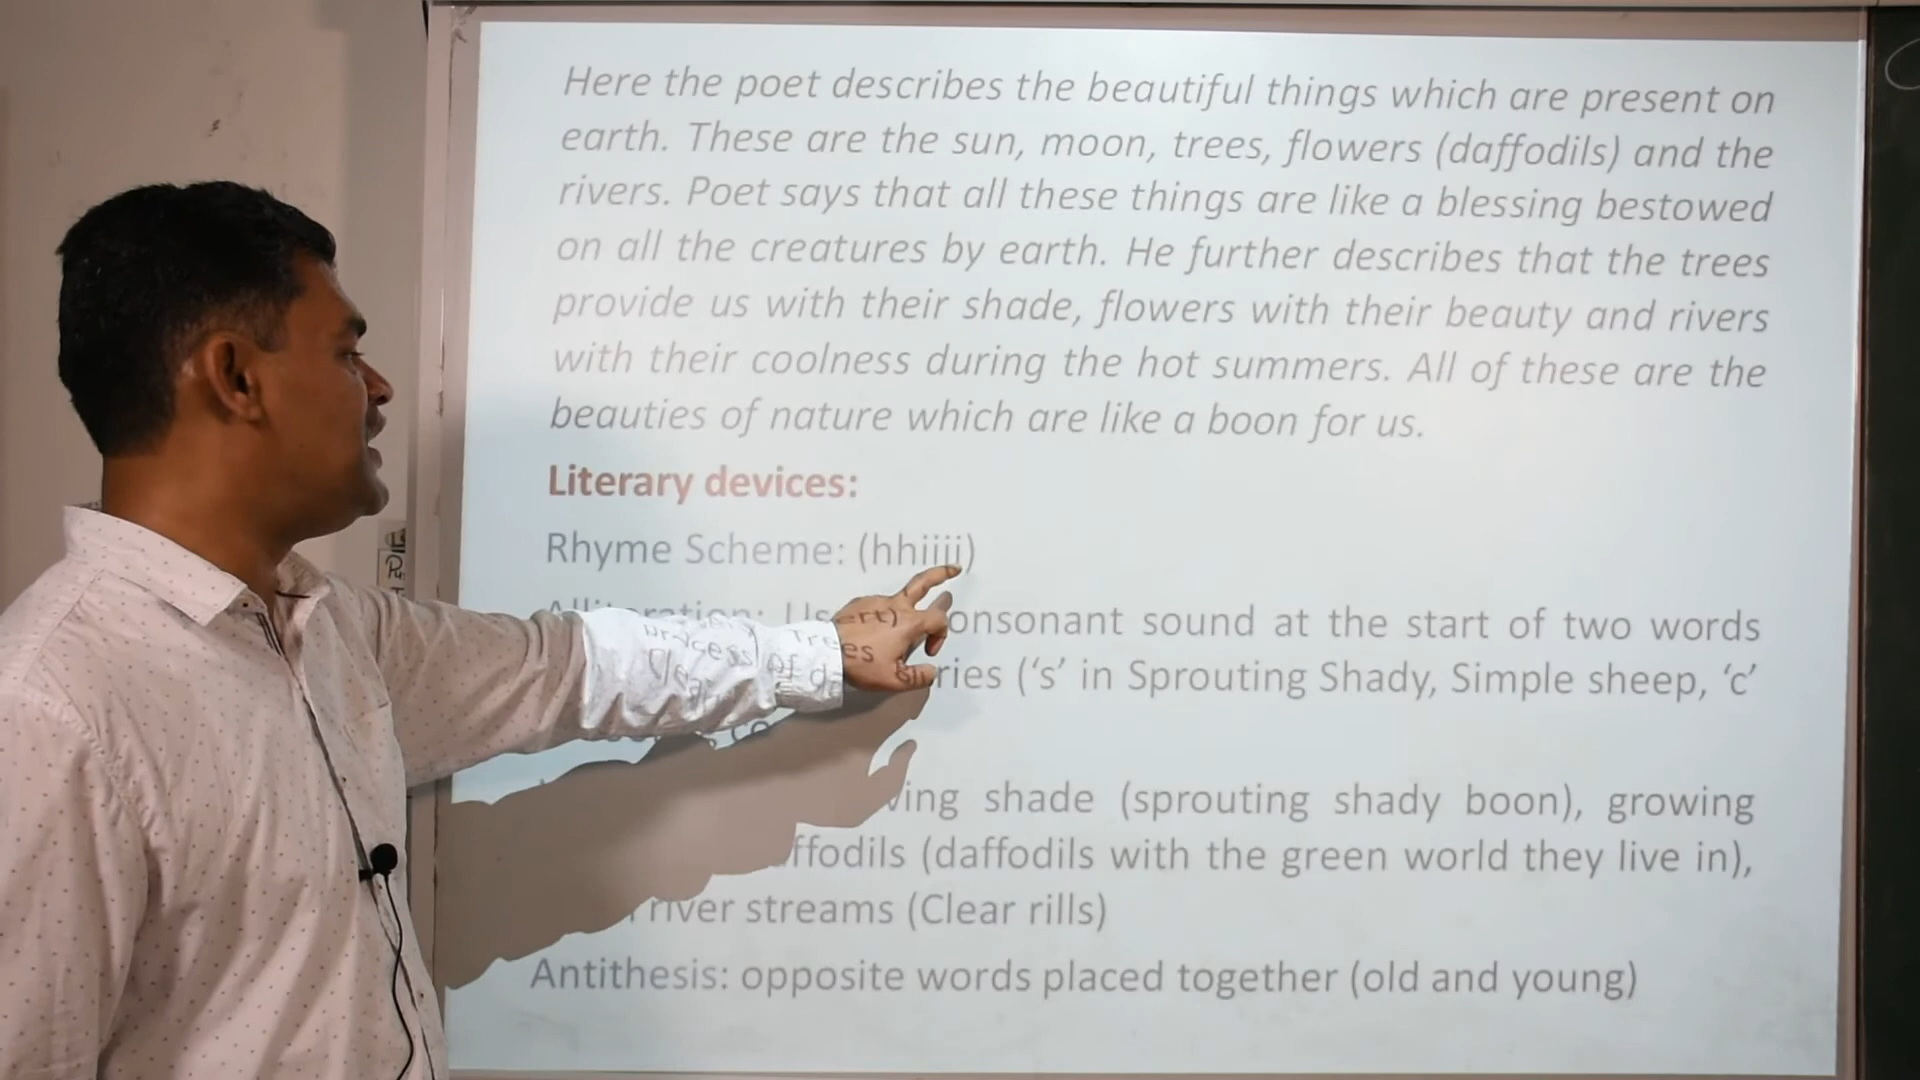 Here the poet describes the beautiful things which are present on
earth. These are the sun, moon, trees, flowers (daffodils) and the
rivers. Poet says that all these things are like a blessing bestowed
on all the creatures by earth. He further describes that the trees
provide us with their shade, flowers with their beauty and rivers
with their coolness during the hot summers. All of these are the
beauties of nature which are like a boon for us.
Literary devices:
Rhyme Scheme: (hhiijj)
Alliteration: onsonant sound at the start of two words
ries (‘s’ in Sprouting Shady, Simple sheep, ‘c’
ving shade (sprouting shady boon), growing
ffodils (daffodils with the green world they live in),
river streams (Clear rills)
Antithesis: opposite words placed together (old and young)